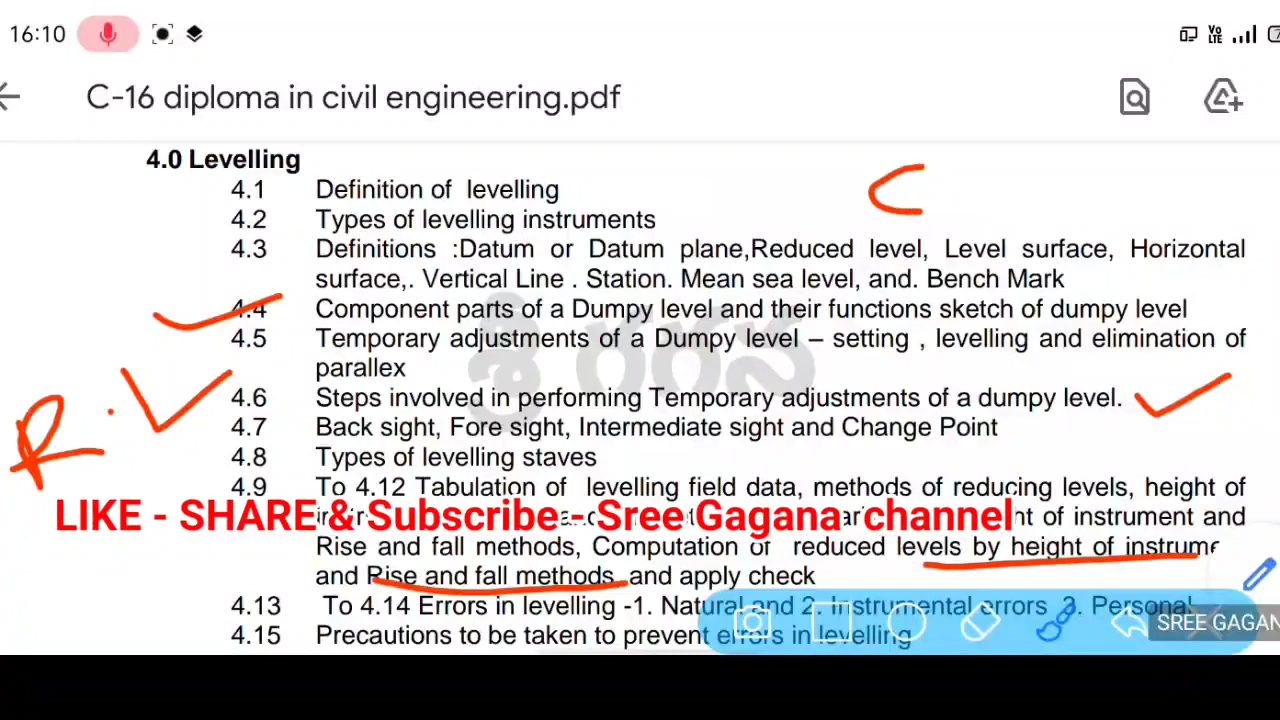 16:10
Vo
LTE
C-16 diploma in civil engineering.pdf
4.0 Levelling
4.1 Definition of levelling
4.2 Types of levelling instruments
4.3 Definitions :Datum or Datum plane,Reduced level, Level surface, Horizontal
surface,. Vertical Line . Station. Mean sea level, and. Bench Mark
4.4 Component parts of a Dumpy level and their functions sketch of dumpy level
4.5 Temporary adjustments of a Dumpy level – setting , levelling and elimination of
parallex
4.6 Steps involved in performing Temporary adjustments of a dumpy level.
4.7 Back sight, Fore sight, Intermediate sight and Change Point
4.8 Types of levelling staves
4.9 To 4.12 Tabulation of levelling field data, methods of reducing levels, height of
of instrument and
LIKE - SHARE & Subscribe - Sree Gagana channel
Rise and fall methods, Computation of reduced levels by height of instrume
and Rise and fall methods and apply check
4.13 To 4.14 Errors in levelling -1. Natural and 2. Instrumental errors 3. Personal
4.15 Precautions to be taken to prevent errors in levelling
SREE GAGAN
శ్రీ గగన
R.
C